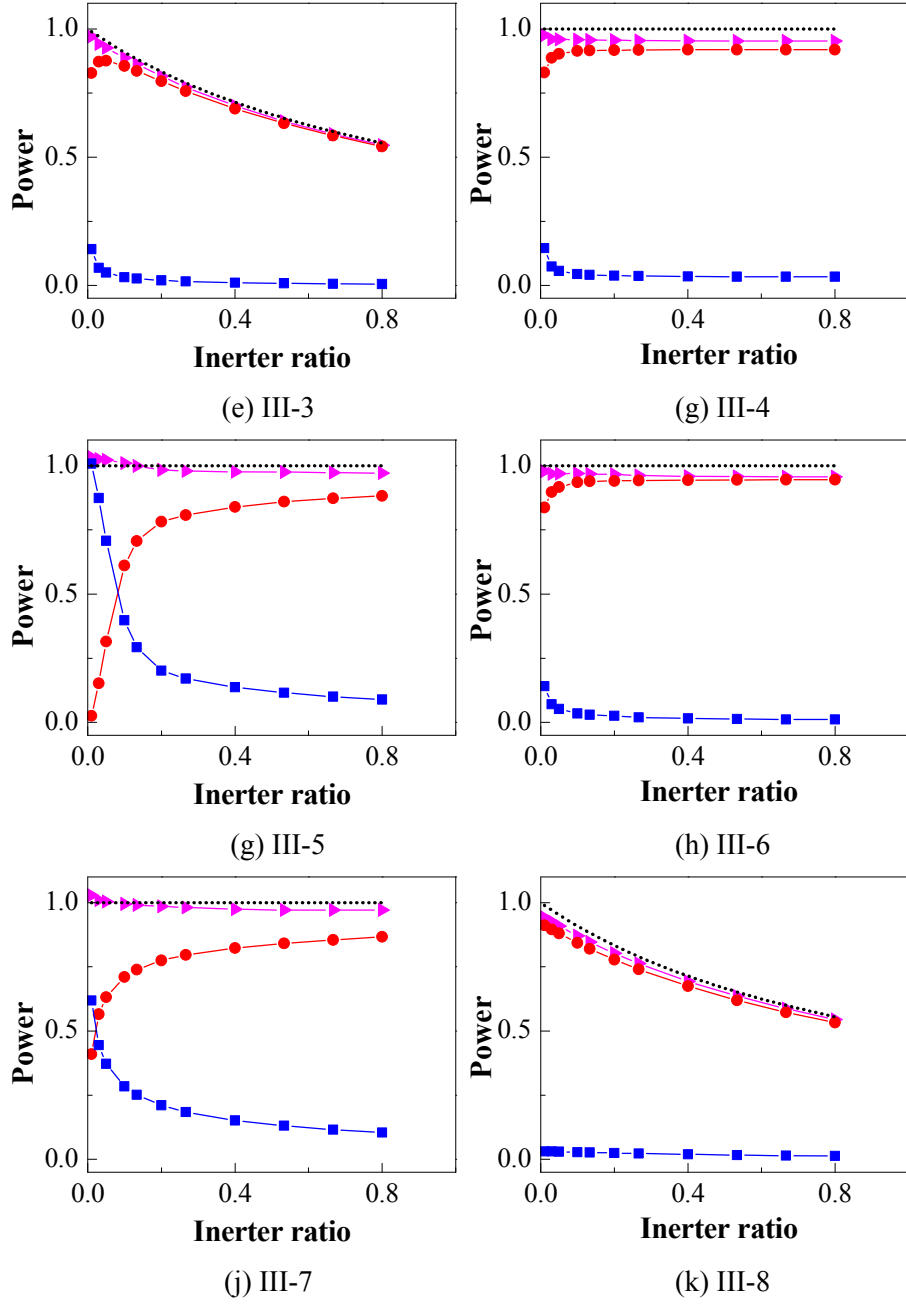 1.0
0.5
0.0
Power
0.0 0.4 0.8
Inerter ratio
(e) III-3
1.0
0.5
0.0
Power
0.0 0.4 0.8
Inerter ratio
(g) III-4
1.0
0.5
0.0
Power
0.0 0.4 0.8
Inerter ratio
(g) III-5
1.0
0.5
0.0
Power
0.0 0.4 0.8
Inerter ratio
(h) III-6
1.0
0.5
0.0
Power
0.0 0.4 0.8
Inerter ratio
(j) III-7
1.0
0.5
0.0
Power
0.0 0.4 0.8
Inerter ratio
(k) III-8